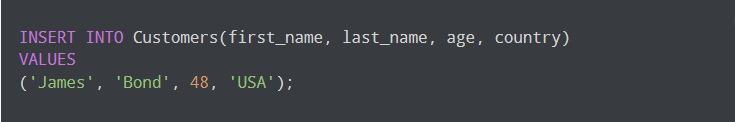 INSERT INTO Customers(first_name, last_name, age, country)
VALUES
('James', 'Bond', 48, 'USA');